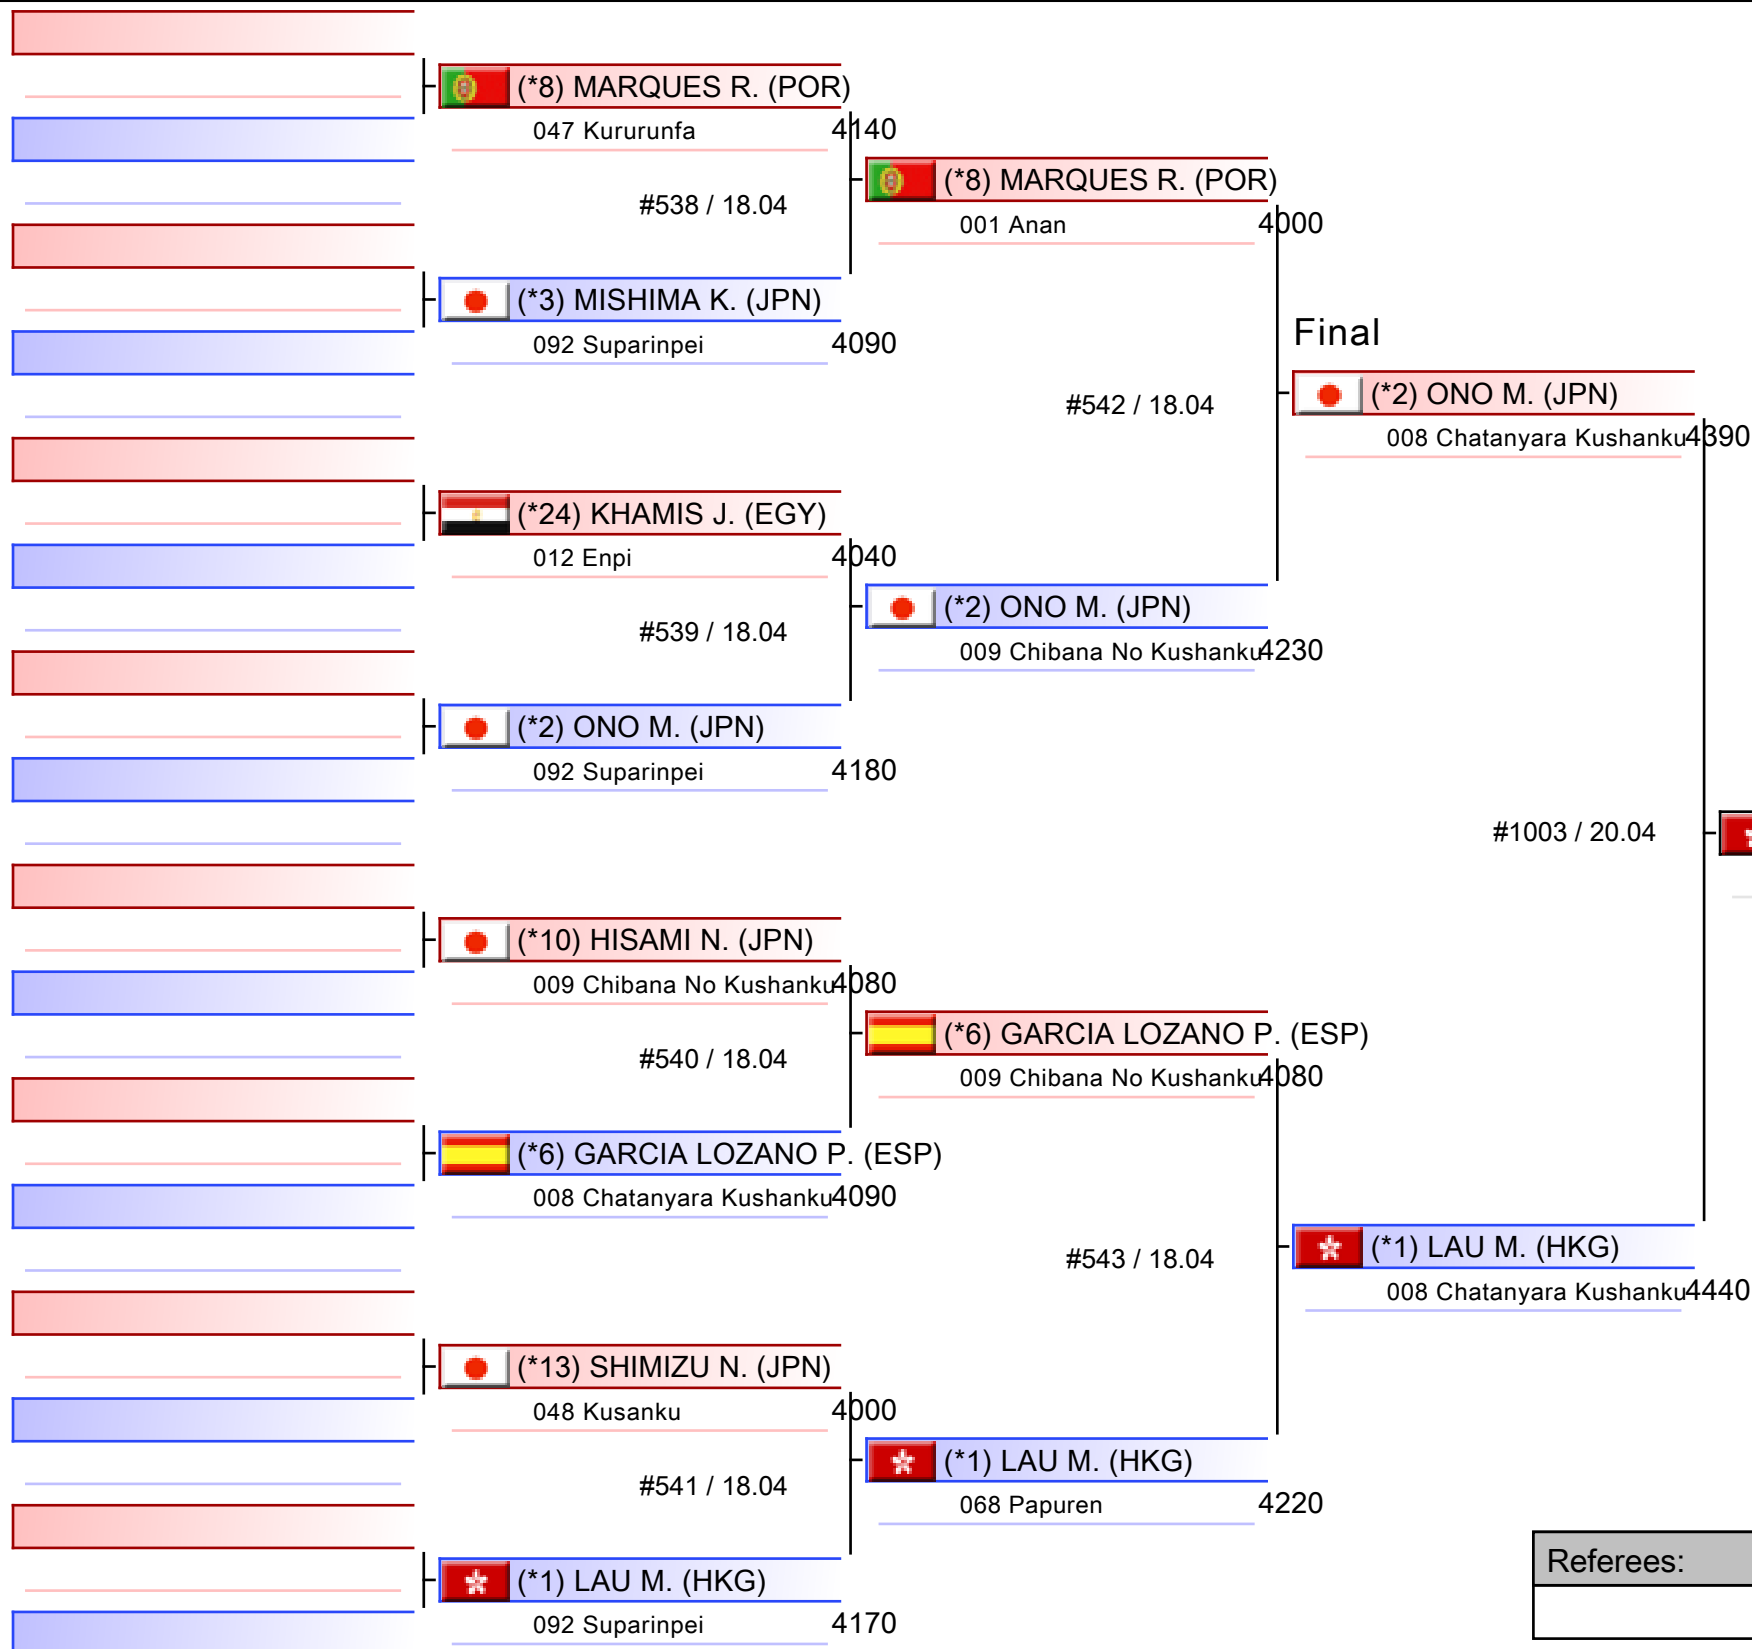 (*8) MARQUES R. (POR)
047 Kururunfa 4140
#538 / 18.04
(*3) MISHIMA K. (JPN)
092 Suparinpei 4090
(*24) KHAMIS J. (EGY)
012 Enpi 4040
#539 / 18.04
(*2) ONO M. (JPN)
092 Suparinpei 4180
(*10) HISAMI N. (JPN)
009 Chibana No Kushanku 4080
#540 / 18.04
(*6) GARCIA LOZANO P. (ESP)
008 Chatanyara Kushanku 4090
(*13) SHIMIZU N. (JPN)
048 Kusanku 4000
#541 / 18.04
(*1) LAU M. (HKG)
092 Suparinpei 4170
(*8) MARQUES R. (POR)
001 Anan 4000
#542 / 18.04
(*2) ONO M. (JPN)
009 Chibana No Kushanku 4230
(*6) GARCIA LOZANO P. (ESP)
009 Chibana No Kushanku 4080
#543 / 18.04
(*1) LAU M. (HKG)
068 Papuren 4220
Final
(*2) ONO M. (JPN)
008 Chatanyara Kushanku 4390
#1003 / 20.04
(*1) LAU M. (HKG)
008 Chatanyara Kushanku 4440
Referees: